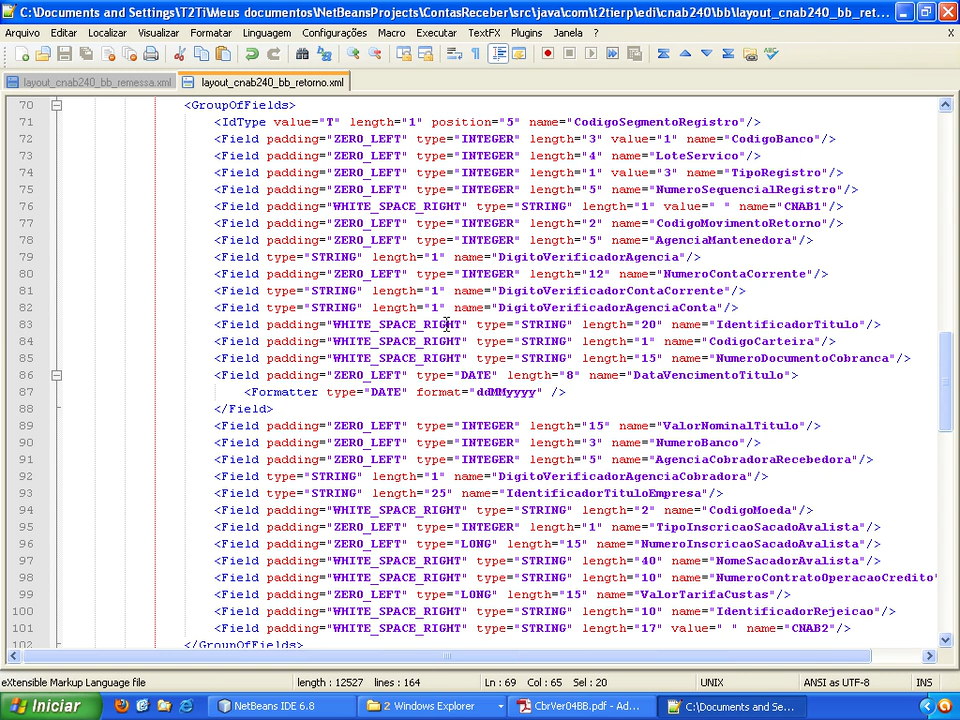 C:\Documents and Settings\T2Ti\Meus documentos\NetBeansProjects\ContasReceber\src\java\com\t2tierp\edi\cnab240\bb\layout_cnab240_bb_ret...
Arquivo Editar Localizar Visualizar Formatar Linguagem Configurações Macro Executar TextFX Plugins Janela ? X
layout_cnab240_bb_remessa.xml layout_cnab240_bb_retorno.xml
70 <GroupOfFields>
71 <IdType value="T" length="1" position="5" name="CodigoSegmentoRegistro"/>
72 <Field padding="ZERO_LEFT" type="INTEGER" length="3" value="1" name="CodigoBanco"/>
73 <Field padding="ZERO_LEFT" type="INTEGER" length="4" name="LoteServico"/>
74 <Field padding="ZERO_LEFT" type="INTEGER" length="1" value="3" name="TipoRegistro"/>
75 <Field padding="ZERO_LEFT" type="INTEGER" length="5" name="NumeroSequencialRegistro"/>
76 <Field padding="WHITE_SPACE_RIGHT" type="STRING" length="1" value=" " name="CNAB1"/>
77 <Field padding="ZERO_LEFT" type="INTEGER" length="2" name="CodigoMovimentoRetorno"/>
78 <Field padding="ZERO_LEFT" type="INTEGER" length="5" name="AgenciaMantenedora"/>
79 <Field type="STRING" length="1" name="DigitoVerificadorAgencia"/>
80 <Field padding="ZERO_LEFT" type="INTEGER" length="12" name="NumeroContaCorrente"/>
81 <Field type="STRING" length="1" name="DigitoVerificadorContaCorrente"/>
82 <Field type="STRING" length="1" name="DigitoVerificadorAgenciaConta"/>
83 <Field padding="WHITE_SPACE_RIGHT" type="STRING" length="20" name="IdentificadorTitulo"/>
84 <Field padding="WHITE_SPACE_RIGHT" type="STRING" length="1" name="CodigoCarteira"/>
85 <Field padding="WHITE_SPACE_RIGHT" type="STRING" length="15" name="NumeroDocumentoCobranca"/>
86 <Field padding="ZERO_LEFT" type="DATE" length="8" name="DataVencimentoTitulo">
87 <Formatter type="DATE" format="ddMMyyyy" />
88 </Field>
89 <Field padding="ZERO_LEFT" type="INTEGER" length="15" name="ValorNominalTitulo"/>
90 <Field padding="ZERO_LEFT" type="INTEGER" length="3" name="NumeroBanco"/>
91 <Field padding="ZERO_LEFT" type="INTEGER" length="5" name="AgenciaCobradoraRecebedora"/>
92 <Field type="STRING" length="1" name="DigitoVerificadorAgenciaCobradora"/>
93 <Field type="STRING" length="25" name="IdentificadorTituloEmpresa"/>
94 <Field padding="ZERO_LEFT" type="INTEGER" length="2" name="CodigoMoeda"/>
95 <Field padding="ZERO_LEFT" type="INTEGER" length="1" name="TipoInscricaoSacadoAvalista"/>
96 <Field padding="ZERO_LEFT" type="LONG" length="15" name="NumeroInscricaoSacadoAvalista"/>
97 <Field padding="WHITE_SPACE_RIGHT" type="STRING" length="40" name="NomeSacadoAvalista"/>
98 <Field padding="WHITE_SPACE_RIGHT" type="STRING" length="10" name="NumeroContratoOperacaoCredito"
99 <Field padding="ZERO_LEFT" type="LONG" length="15" name="ValorTarifaCustas"/>
100 <Field padding="WHITE_SPACE_RIGHT" type="STRING" length="10" name="IdentificadorRejeicao"/>
101 <Field padding="WHITE_SPACE_RIGHT" type="STRING" length="17" value=" " name="CNAB2"/>
102 </GroupOfFields>
eXtensible Markup Language file length : 12527 lines : 164 Ln : 69 Col : 65 Sel : 20 UNIX ANSI as UTF-8 INS
Iniciar NetBeans IDE 6.8 2 Windows Explorer CbrVer04BB.pdf - Ad... C:\Documents and Se...